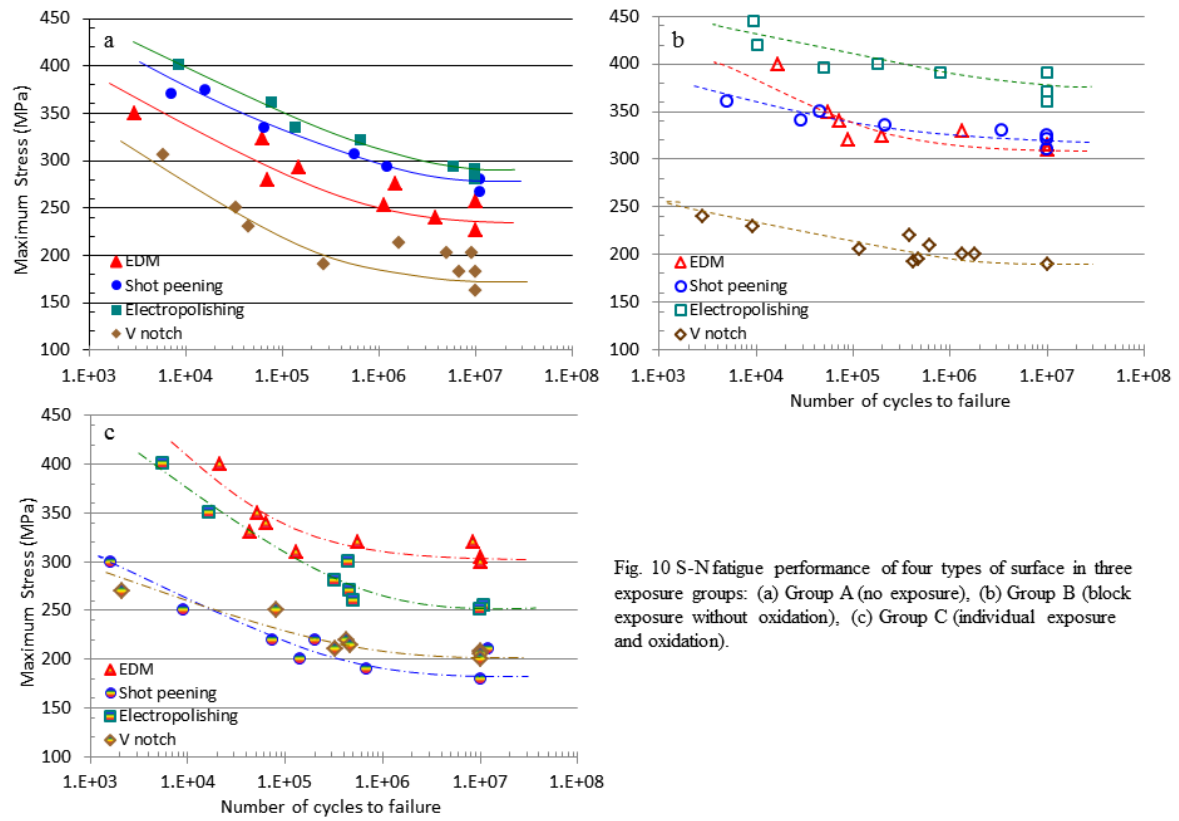 a
450
400
350
300
250
200
150
100
Maximum Stress (MPa)
EDM
Shot peening
Electropolishing
V notch
1.E+03 1.E+04 1.E+05 1.E+06 1.E+07 1.E+08
b
450
400
350
300
250
200
150
100
EDM
Shot peening
Electropolishing
V notch
1.E+03 1.E+04 1.E+05 1.E+06 1.E+07 1.E+08
Number of cycles to failure
c
450
400
350
300
250
200
150
100
Maximum Stress (MPa)
EDM
Shot peening
Electropolishing
V notch
1.E+03 1.E+04 1.E+05 1.E+06 1.E+07 1.E+08
Number of cycles to failure
Fig. 10 S-N fatigue performance of four types of surface in three
exposure groups: (a) Group A (no exposure), (b) Group B (block
exposure without oxidation), (c) Group C (individual exposure
and oxidation).